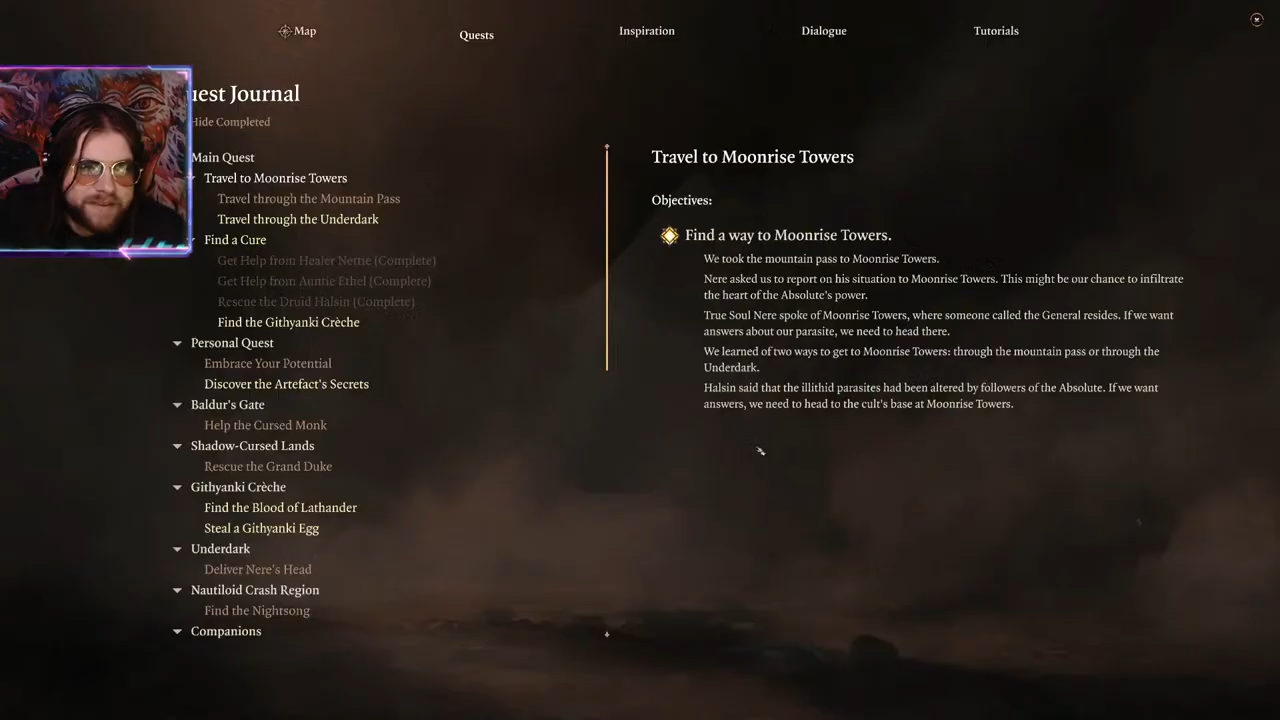 Map
Quests
Inspiration
Dialogue
Tutorials
uest Journal
Hide Completed
Main Quest
Travel to Moonrise Towers
Travel through the Mountain Pass
Travel through the Underdark
Find a Cure
Get Help from Healer Nettie (Complete)
Get Help from Auntie Ethel (Complete)
Rescue the Druid Halsin (Complete)
Find the Githyanki Crèche
Personal Quest
Embrace Your Potential
Discover the Artefact's Secrets
Baldur's Gate
Help the Cursed Monk
Shadow-Cursed Lands
Rescue the Grand Duke
Githyanki Crèche
Find the Blood of Lathander
Steal a Githyanki Egg
Underdark
Deliver Nere's Head
Nautiloid Crash Region
Find the Nightsong
Companions
Travel to Moonrise Towers
Objectives:
Find a way to Moonrise Towers.
We took the mountain pass to Moonrise Towers.
Nere asked us to report on his situation to Moonrise Towers. This might be our chance to infiltrate
the heart of the Absolute's power.
True Soul Nere spoke of Moonrise Towers, where someone called the General resides. If we want
answers about our parasite, we need to head there.
We learned of two ways to get to Moonrise Towers: through the mountain pass or through the
Underdark.
Halsin said that the illithid parasites had been altered by followers of the Absolute. If we want
answers, we need to head to the cult's base at Moonrise Towers.